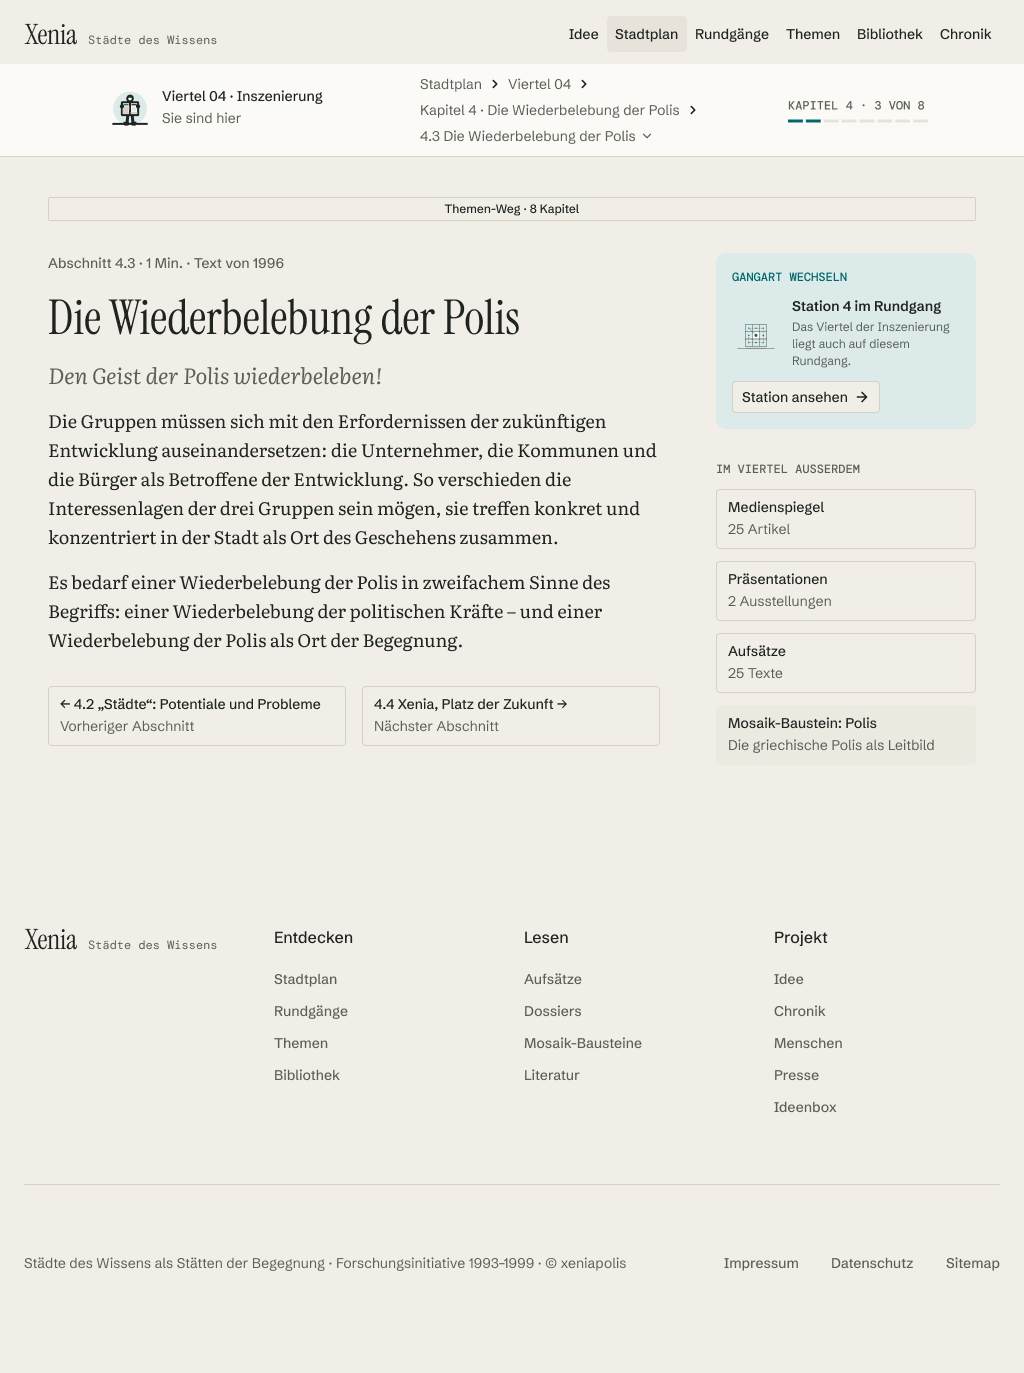 Xenia Städte des Wissens
Idee Stadtplan Rundgänge Themen Bibliothek Chronik
Viertel 04 · Inszenierung
Sie sind hier
Stadtplan Viertel 04
Kapitel 4 · Die Wiederbelebung der Polis
4.3 Die Wiederbelebung der Polis
KAPITEL 4 · 3 VON 8
Themen-Weg · 8 Kapitel
Abschnitt 4.3 · 1 Min. · Text von 1996
Die Wiederbelebung der Polis
Den Geist der Polis wiederbeleben!
Die Gruppen müssen sich mit den Erfordernissen der zukünftigen
Entwicklung auseinandersetzen: die Unternehmer, die Kommunen und
die Bürger als Betroffene der Entwicklung. So verschieden die
Interessenlagen der drei Gruppen sein mögen, sie treffen konkret und
konzentriert in der Stadt als Ort des Geschehens zusammen.
Es bedarf einer Wiederbelebung der Polis in zweifachem Sinne des
Begriffs: einer Wiederbelebung der politischen Kräfte – und einer
Wiederbelebung der Polis als Ort der Begegnung.
← 4.2 „Städte“: Potentiale und Probleme
Vorheriger Abschnitt
4.4 Xenia, Platz der Zukunft →
Nächster Abschnitt
GANGART WECHSELN
Station 4 im Rundgang
Das Viertel der Inszenierung
liegt auch auf diesem
Rundgang.
Station ansehen →
IM VIERTEL AUSSERDEM
Medienspiegel
25 Artikel
Präsentationen
2 Ausstellungen
Aufsätze
25 Texte
Mosaik-Baustein: Polis
Die griechische Polis als Leitbild
Xenia Städte des Wissens
Entdecken
Stadtplan
Rundgänge
Themen
Bibliothek
Lesen
Aufsätze
Dossiers
Mosaik-Bausteine
Literatur
Projekt
Idee
Chronik
Menschen
Presse
Ideenbox
Städte des Wissens als Stätten der Begegnung · Forschungsinitiative 1993–1999 · © xeniapolis
Impressum Datenschutz Sitemap